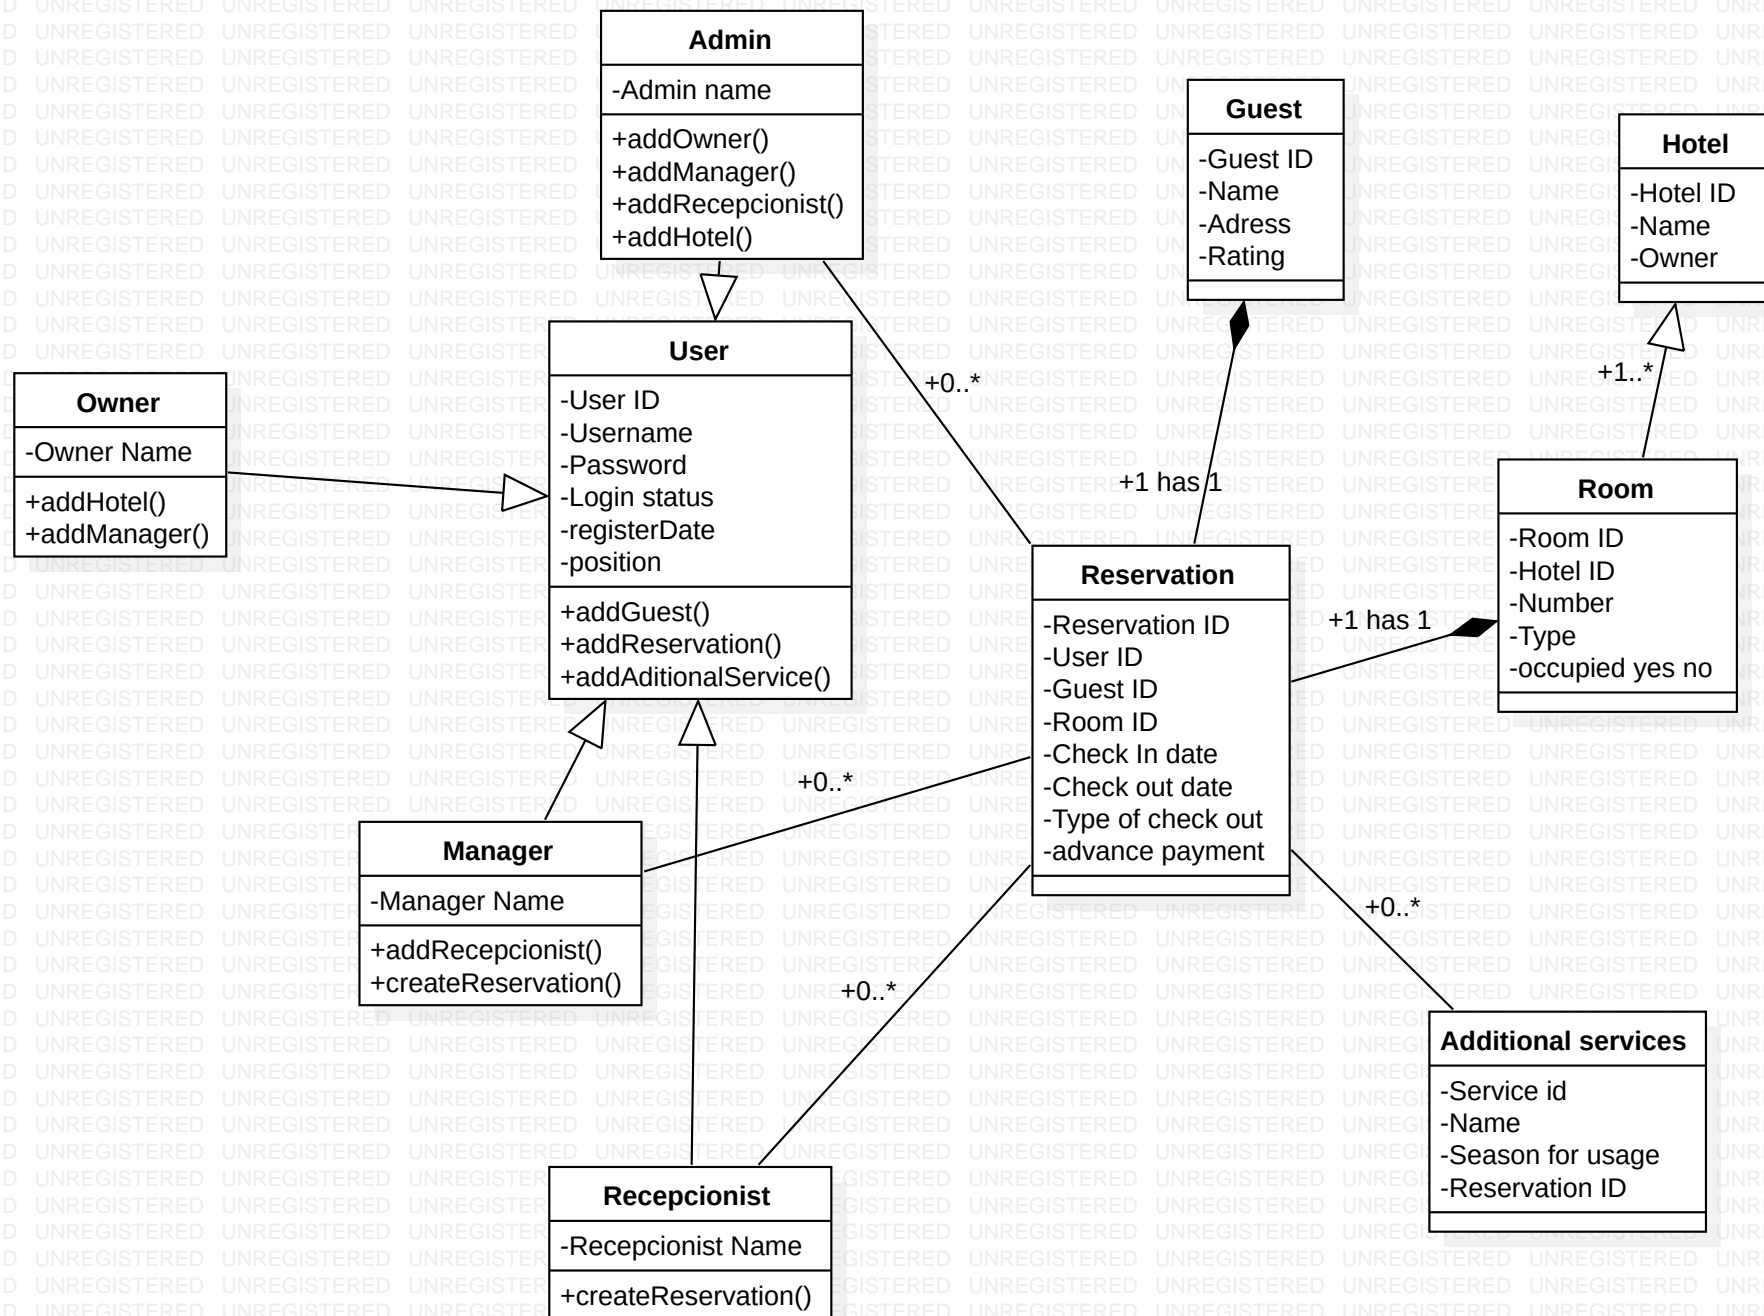 Admin
-Admin name
+addOwner()
+addManager()
+addRecepcionist()
+addHotel()
Guest
-Guest ID
-Name
-Adress
-Rating
Hotel
-Hotel ID
-Name
-Owner
User
-User ID
-Username
-Password
-Login status
-registerDate
-position
+addGuest()
+addReservation()
+addAditionalService()
Owner
-Owner Name
+addHotel()
+addManager()
+0..*
+1..*
+1 has 1
Room
-Room ID
-Hotel ID
-Number
-Type
-occupied yes no
Reservation
-Reservation ID
-User ID
-Guest ID
-Room ID
-Check In date
-Check out date
-Type of check out
-advance payment
+1 has 1
+0..*
Manager
-Manager Name
+addRecepcionist()
+createReservation()
+0..*
+0..*
Additional services
-Service id
-Name
-Season for usage
-Reservation ID
Recepcionist
-Recepcionist Name
+createReservation()
UNREGISTERED